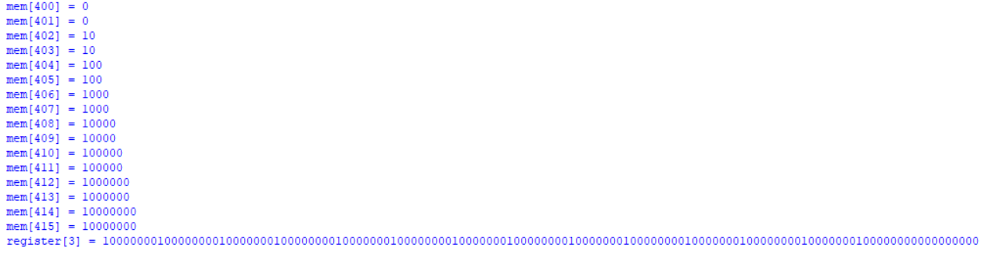 mem[400] = 0
mem[401] = 0
mem[402] = 10
mem[403] = 10
mem[404] = 100
mem[405] = 100
mem[406] = 1000
mem[407] = 1000
mem[408] = 10000
mem[409] = 10000
mem[410] = 100000
mem[411] = 100000
mem[412] = 1000000
mem[413] = 1000000
mem[414] = 10000000
mem[415] = 10000000
register[3] = 10000000100000000100000001000000001000000010000000010000000100000000100000001000000001000000010000000010000000100000000000000000